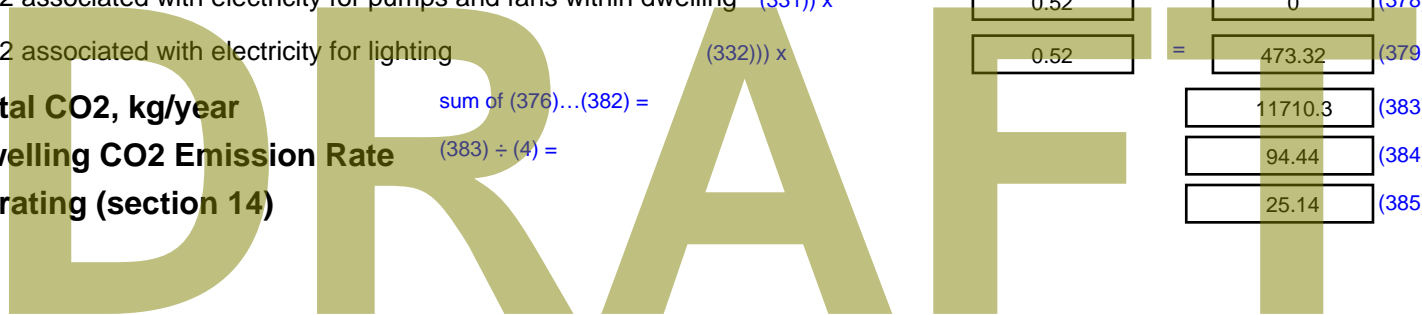 2 associated with electricity for pumps and fans within dwelling (331)) x 0.52 0 (378
2 associated with electricity for lighting (332))) x 0.52 = 473.32 (379
tal CO2, kg/year sum of (376)…(382) = 11710.3 (383
welling CO2 Emission Rate (383) ÷ (4) = 94.44 (384
rating (section 14) 25.14 (385
DRAFT